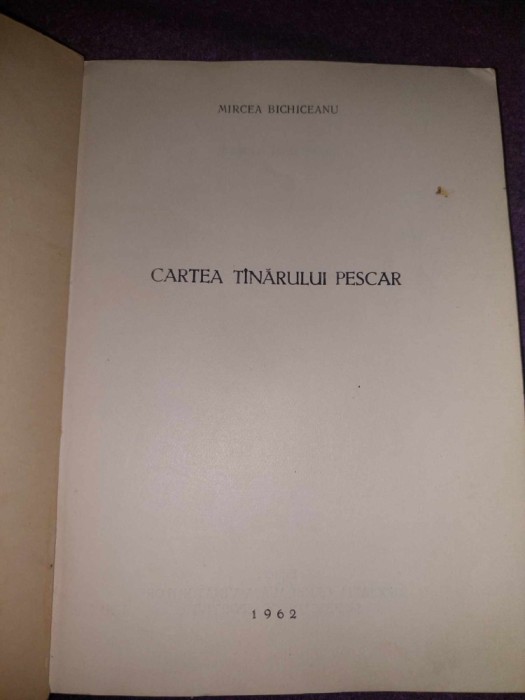 MIRCEA BICHICEANU
CARTEA TÎNĂRULUI PESCAR
1962